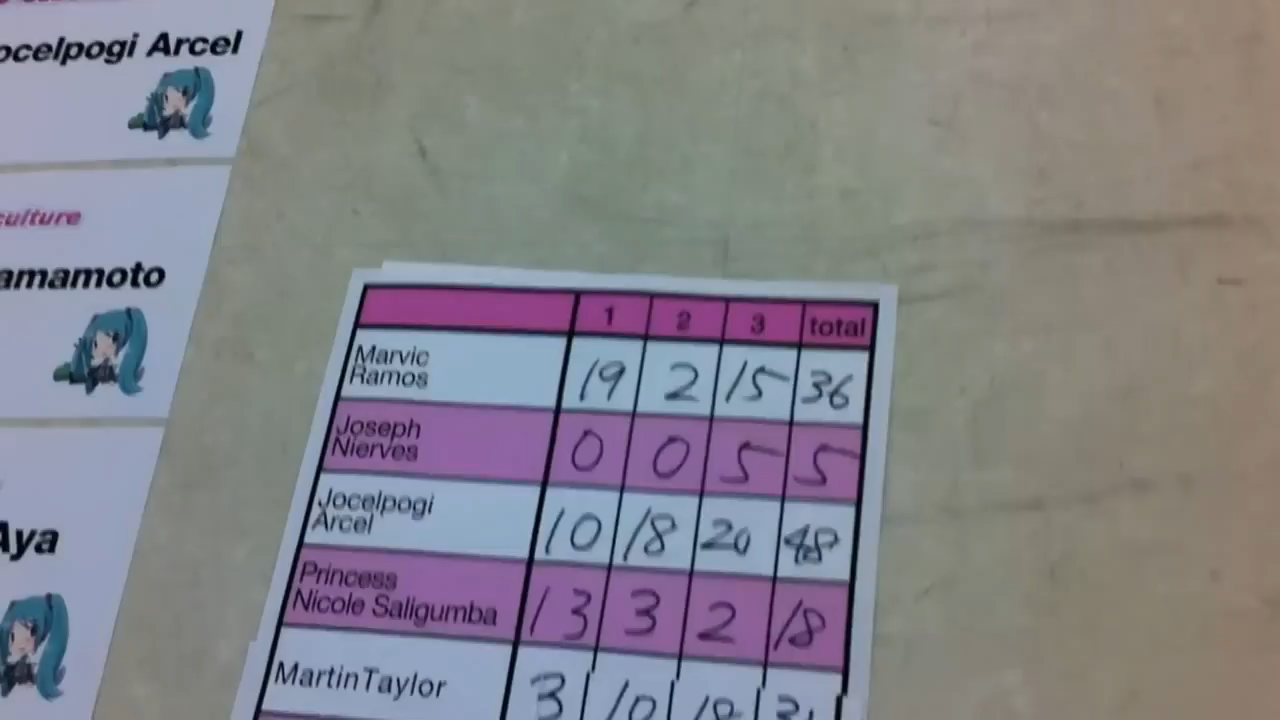 ocelpogi Arcel
culture
amamoto
Aya
1 2 3 total
Marvic
Ramos
19 2 15 36
Joseph
Nierves
0 0 5 5
Jocelpogi
Arcel
10 18 20 48
Princess
Nicole Saligumba
13 3 2 18
MartinTaylor
3 10